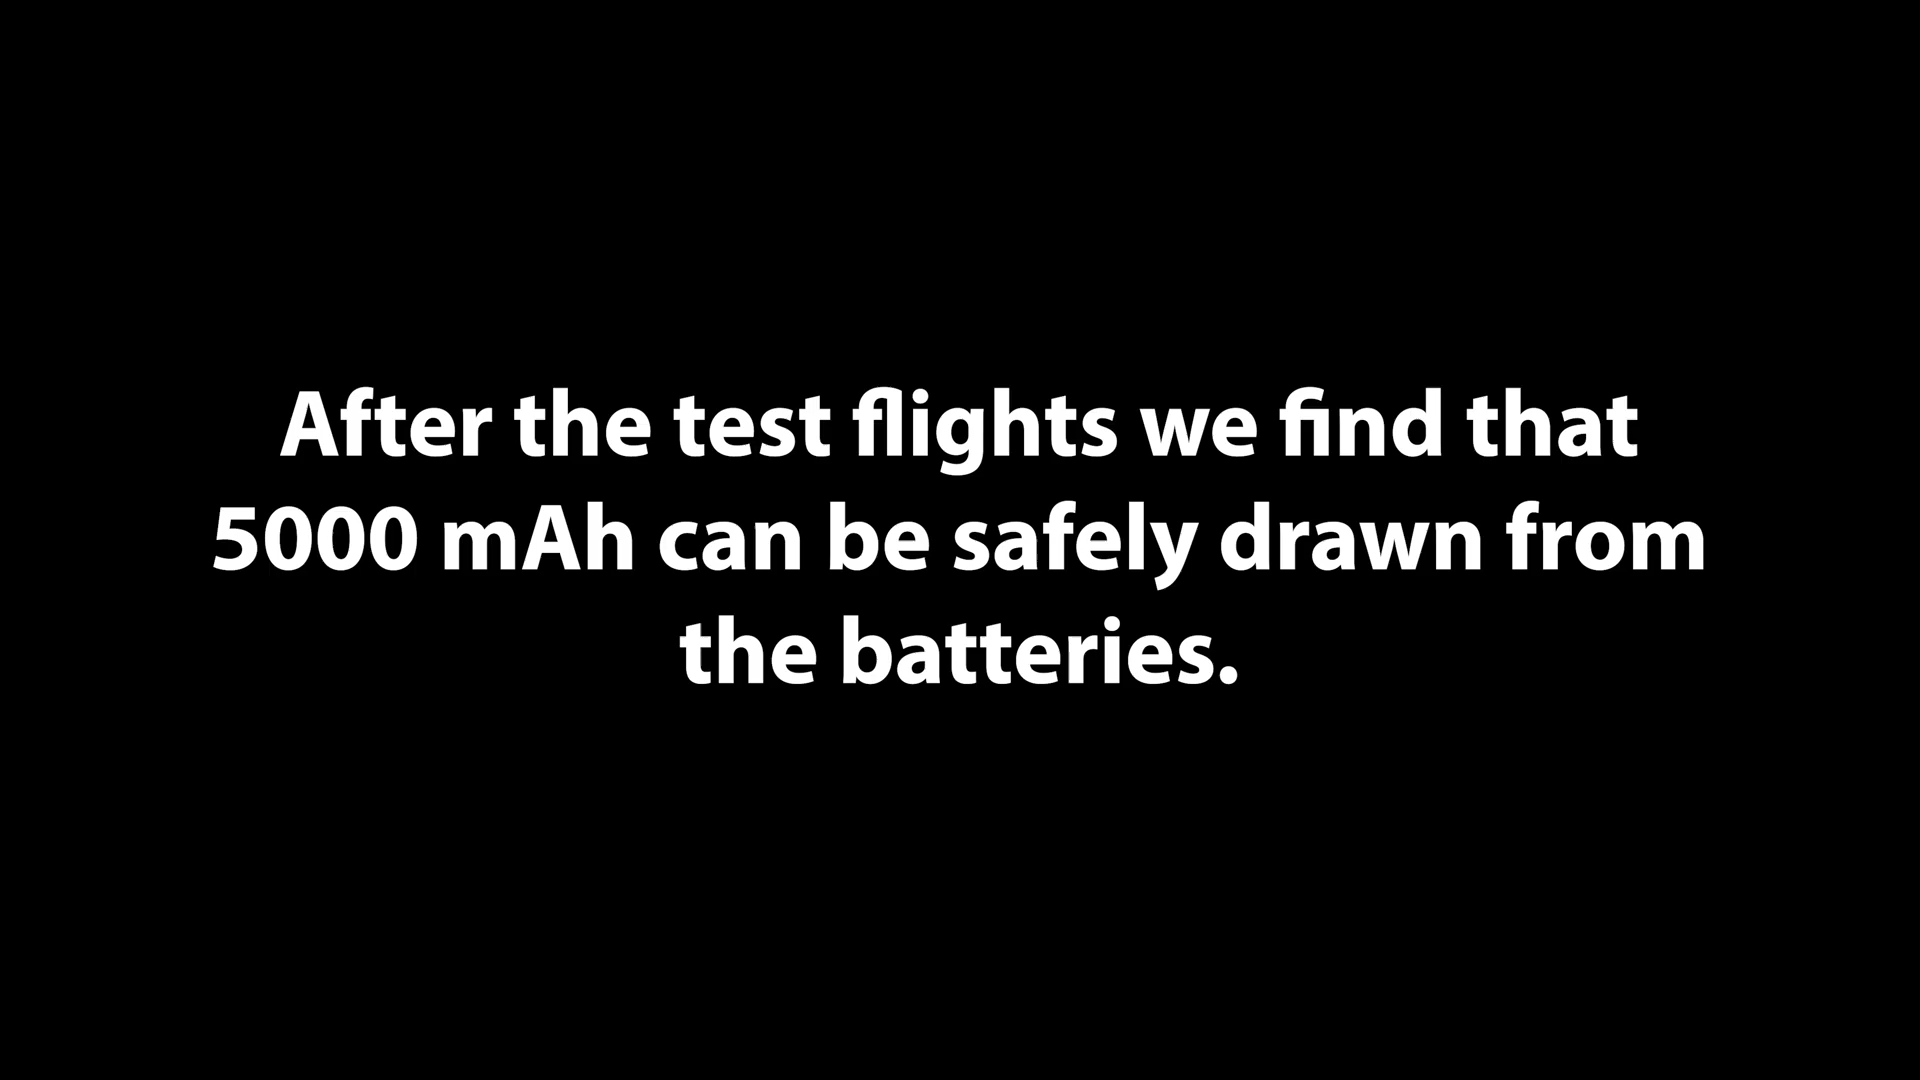 After the test flights we find that
5000 mAh can be safely drawn from
the batteries.